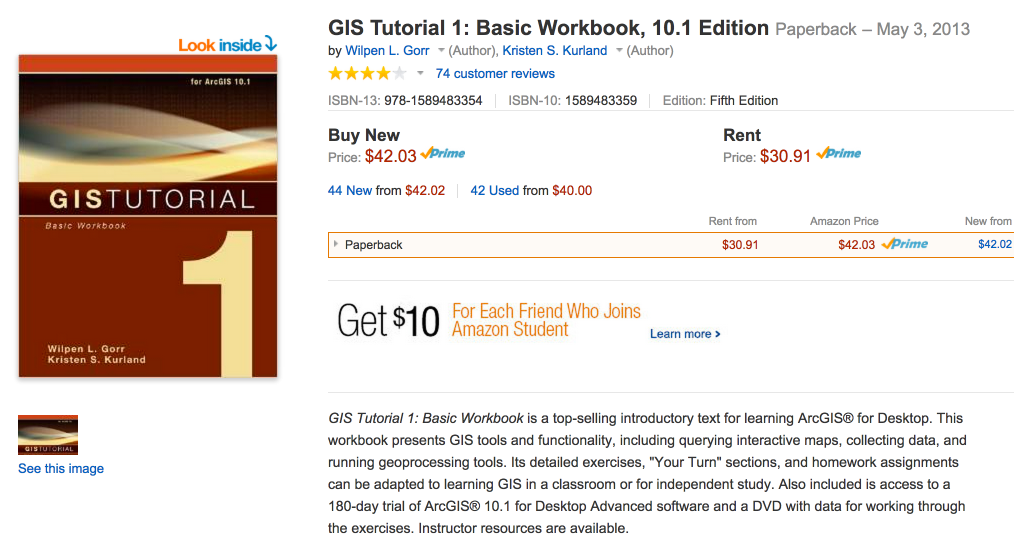 GIS Tutorial 1: Basic Workbook, 10.1 Edition Paperback – May 3, 2013
by Wilpen L. Gorr (Author), Kristen S. Kurland (Author)
74 customer reviews
ISBN-13: 978-1589483354 ISBN-10: 1589483359 Edition: Fifth Edition
Look inside
for ArcGIS 10.1
GISTUTORIAL
Basic Workbook
1
Wilpen L. Gorr
Kristen S. Kurland
GISTUTORIAL
See this image
Buy New
Price: $42.03 Prime
Rent
Price: $30.91 Prime
44 New from $42.02 42 Used from $40.00
Rent from Amazon Price New from
Paperback $30.91 $42.03 Prime $42.02
Get $10 For Each Friend Who Joins
Amazon Student
Learn more
GIS Tutorial 1: Basic Workbook is a top-selling introductory text for learning ArcGIS® for Desktop. This
workbook presents GIS tools and functionality, including querying interactive maps, collecting data, and
running geoprocessing tools. Its detailed exercises, "Your Turn" sections, and homework assignments
can be adapted to learning GIS in a classroom or for independent study. Also included is access to a
180-day trial of ArcGIS® 10.1 for Desktop Advanced software and a DVD with data for working through
the exercises. Instructor resources are available.